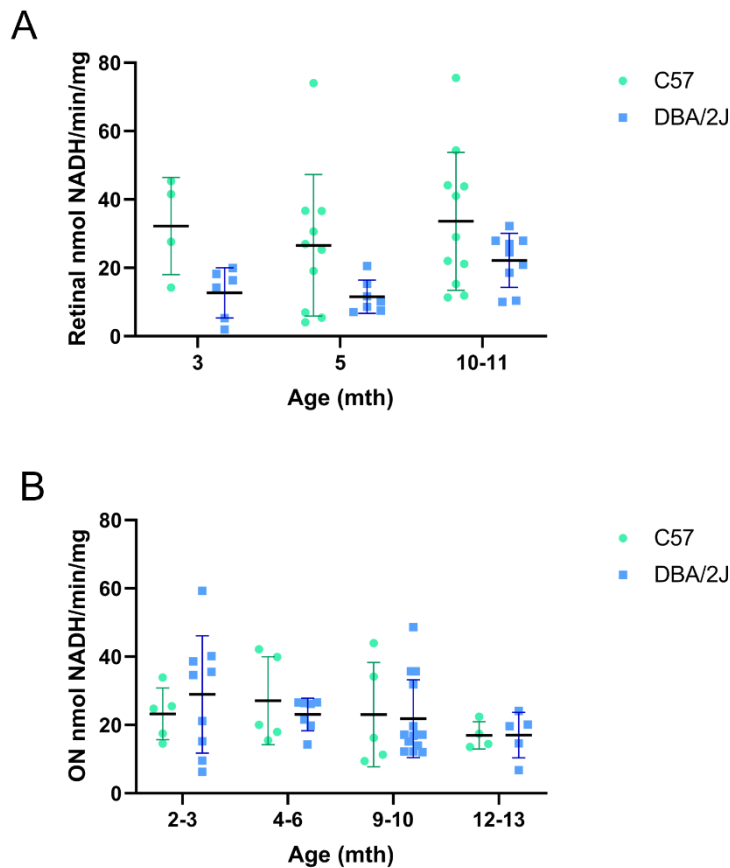 A
Retinal nmol NADH/min/mg
80
60
40
20
0
3
5
10-11
Age (mth)
C57
DBA/2J
B
ON nmol NADH/min/mg
80
60
40
20
0
2-3
4-6
9-10
12-13
Age (mth)
C57
DBA/2J